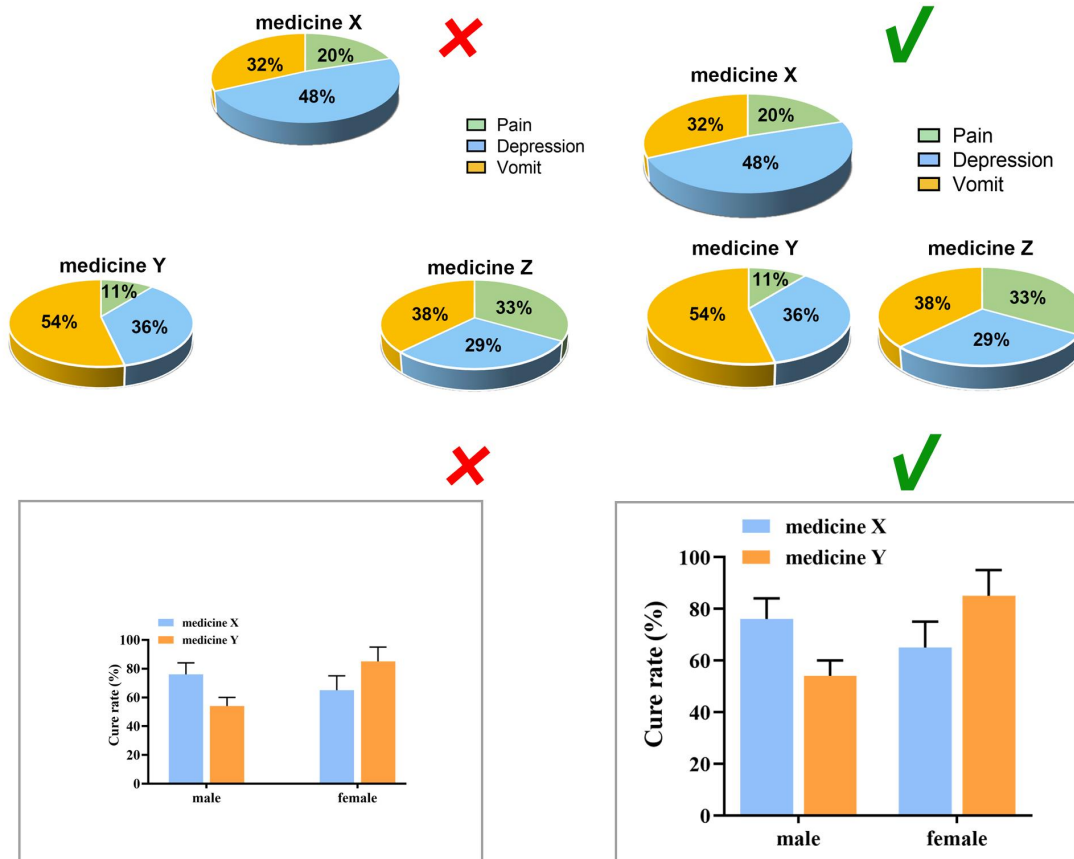 medicine X
32%
20%
48%
Pain
Depression
Vomit
medicine Y
11%
54%
36%
medicine Z
38%
33%
29%
medicine X
32%
20%
48%
Pain
Depression
Vomit
medicine Y
11%
54%
36%
medicine Z
38%
33%
29%
medicine X
medicine Y
Cure rate (%)
100
80
60
40
20
0
male
female
medicine X
medicine Y
Cure rate (%)
100
80
60
40
20
0
male
female